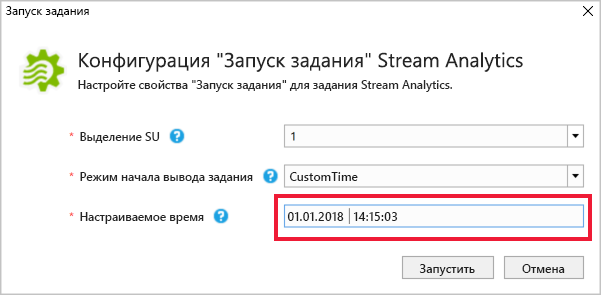 Запуск задания
Конфигурация "Запуск задания" Stream Analytics
Настройте свойства "Запуск задания" для задания Stream Analytics.
* Выделение SU ? 1
* Режим начала вывода задания ? CustomTime
* Настраиваемое время ? 01.01.2018 14:15:03
Запустить Отмена